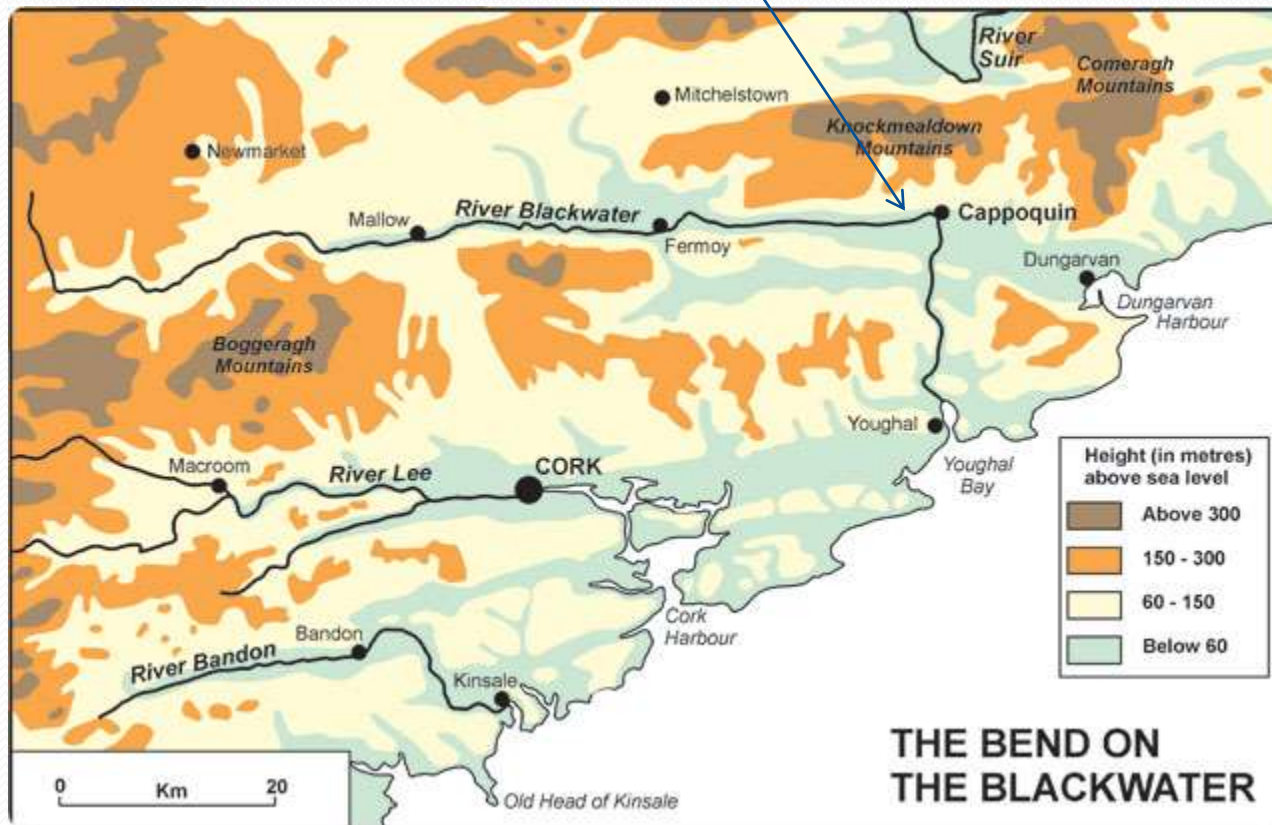 River
Suir
Comeragh
Mountains
Mitchelstown
Knockmealdown
Mountains
Newmarket
River Blackwater
Mallow
Fermoy
Cappoquin
Dungarvan
Dungarvan
Harbour
Boggeragh
Mountains
Youghal
Youghal
Bay
Macroom
River Lee
CORK
Cork
Harbour
Bandon
River Bandon
Kinsale
Old Head of Kinsale
Height (in metres)
above sea level
Above 300
150 - 300
60 - 150
Below 60
0 20
Km
THE BEND ON
THE BLACKWATER